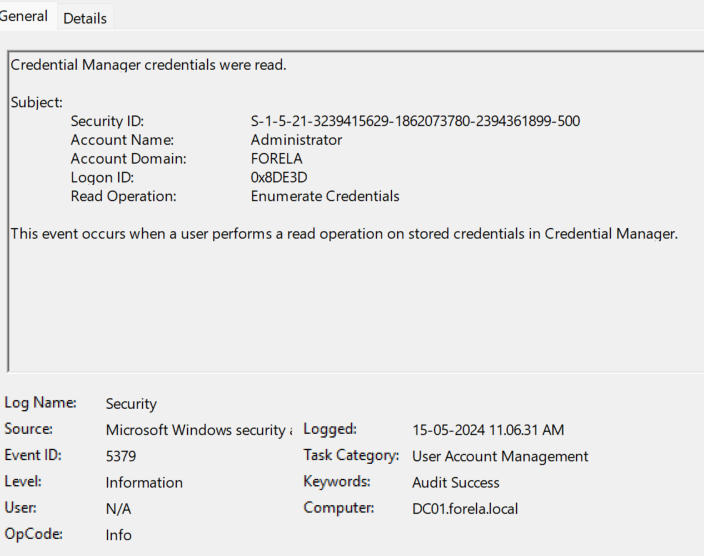 General Details
Credential Manager credentials were read.
Subject:
Security ID: S-1-5-21-3239415629-1862073780-2394361899-500
Account Name: Administrator
Account Domain: FORELA
Logon ID: 0x8DE3D
Read Operation: Enumerate Credentials
This event occurs when a user performs a read operation on stored credentials in Credential Manager.
Log Name: Security
Source: Microsoft Windows security Logged: 15-05-2024 11.06.31 AM
Event ID: 5379 Task Category: User Account Management
Level: Information Keywords: Audit Success
User: N/A Computer: DC01.forela.local
OpCode: Info